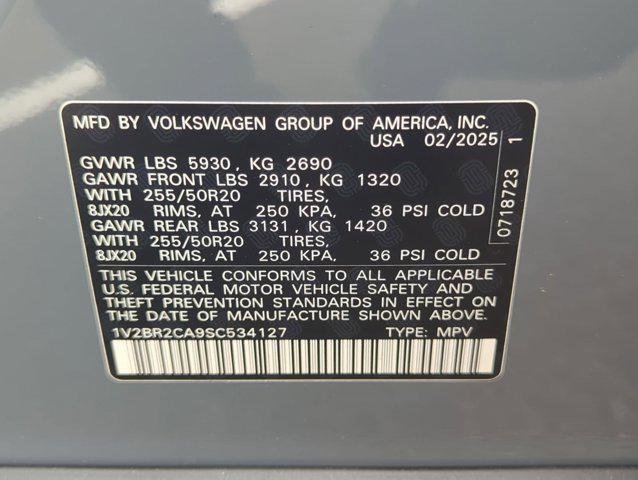 MFD BY VOLKSWAGEN GROUP OF AMERICA, INC.
USA 02/2025
GVWR LBS 5930, KG 2690
GAWR FRONT LBS 2910, KG 1320
WITH 255/50R20 TIRES,
8JX20 RIMS, AT 250 KPA, 36 PSI COLD
GAWR REAR LBS 3131, KG 1420
WITH 255/50R20 TIRES,
8JX20 RIMS, AT 250 KPA, 36 PSI COLD
THIS VEHICLE CONFORMS TO ALL APPLICABLE
U.S. FEDERAL MOTOR VEHICLE SAFETY AND
THEFT PREVENTION STANDARDS IN EFFECT ON
THE DATE OF MANUFACTURE SHOWN ABOVE.
1V2BR2CA9SC534127 TYPE: MPV
0718723 1